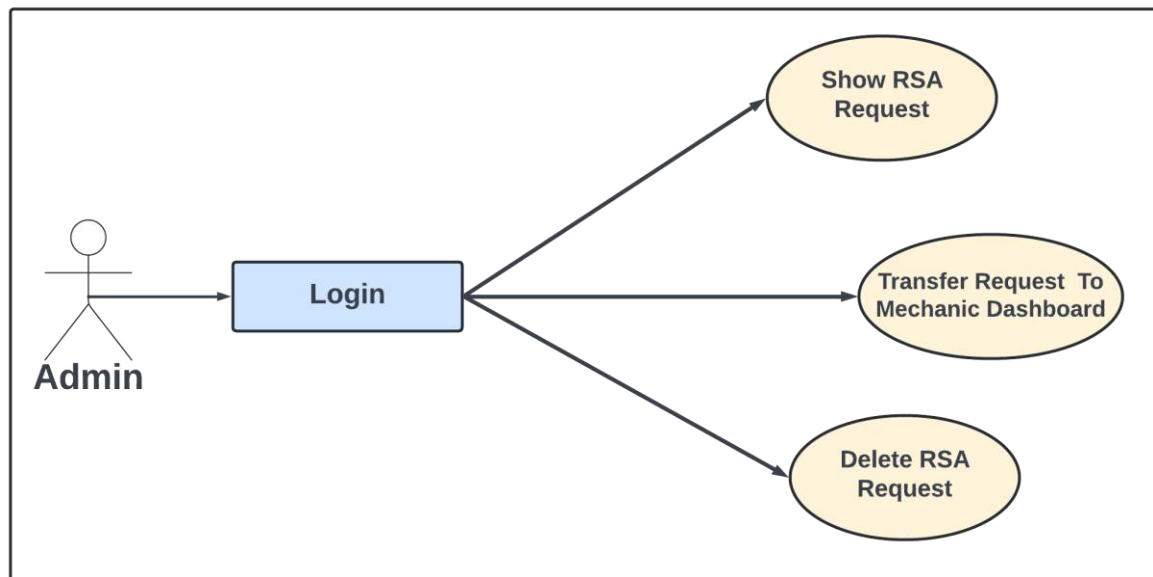 Show RSA
Request
Login
Transfer Request  To
Mechanic Dashboard
Admin
Delete RSA
Request